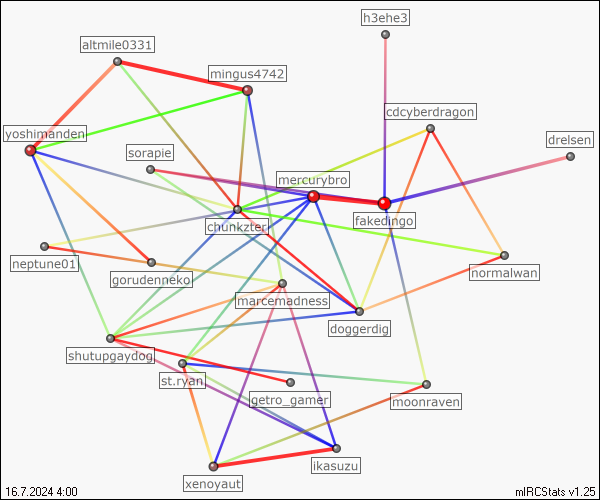 h3ehe3
altmile0331
mingus4742
cdcyberdragon
yoshimanden
drelsen
sorapie
mercurybro
fakedingo
chunkzter
neptune01
gorudenneko
normalwan
marcemadness
doggerdig
shutupgaydog
st.ryan
getro_gamer
moonraven
ikasuzu
xenoyaut
16.7.2024 4:00
mIRCStats v1.25